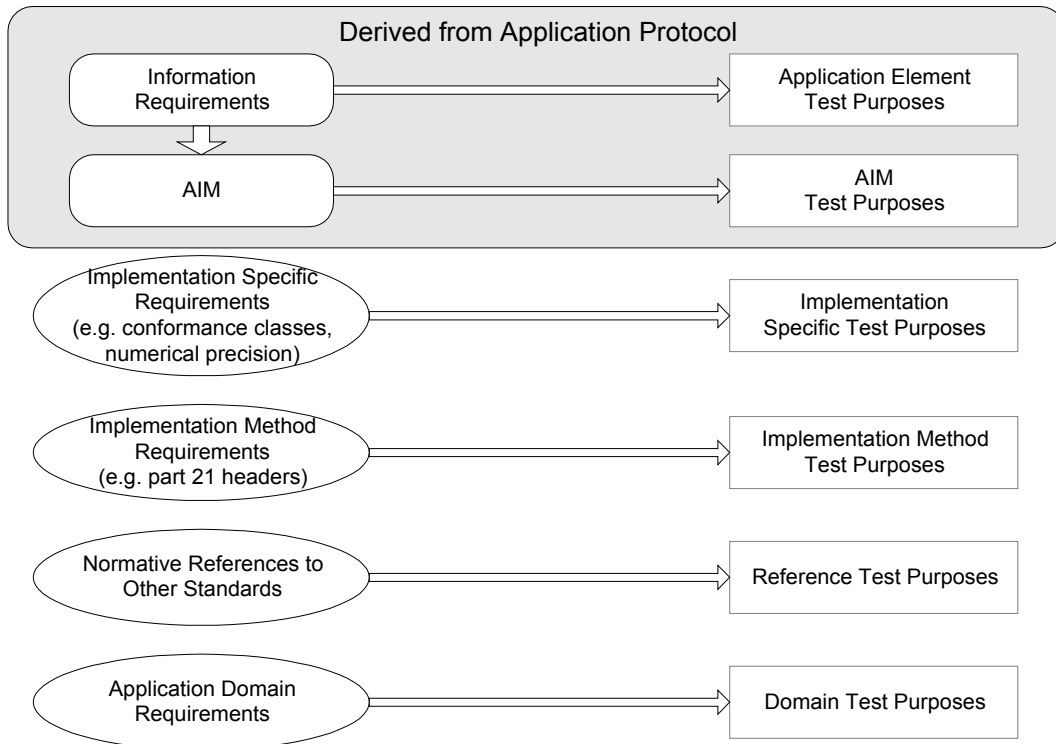 Derived from Application Protocol
Information
Requirements
Application Element
Test Purposes
AIM
AIM
Test Purposes
Implementation Specific
Requirements
(e.g. conformance classes,
numerical precision)
Implementation
Specific Test Purposes
Implementation Method
Requirements
(e.g. part 21 headers)
Implementation Method
Test Purposes
Normative References to
Other Standards
Reference Test Purposes
Application Domain
Requirements
Domain Test Purposes